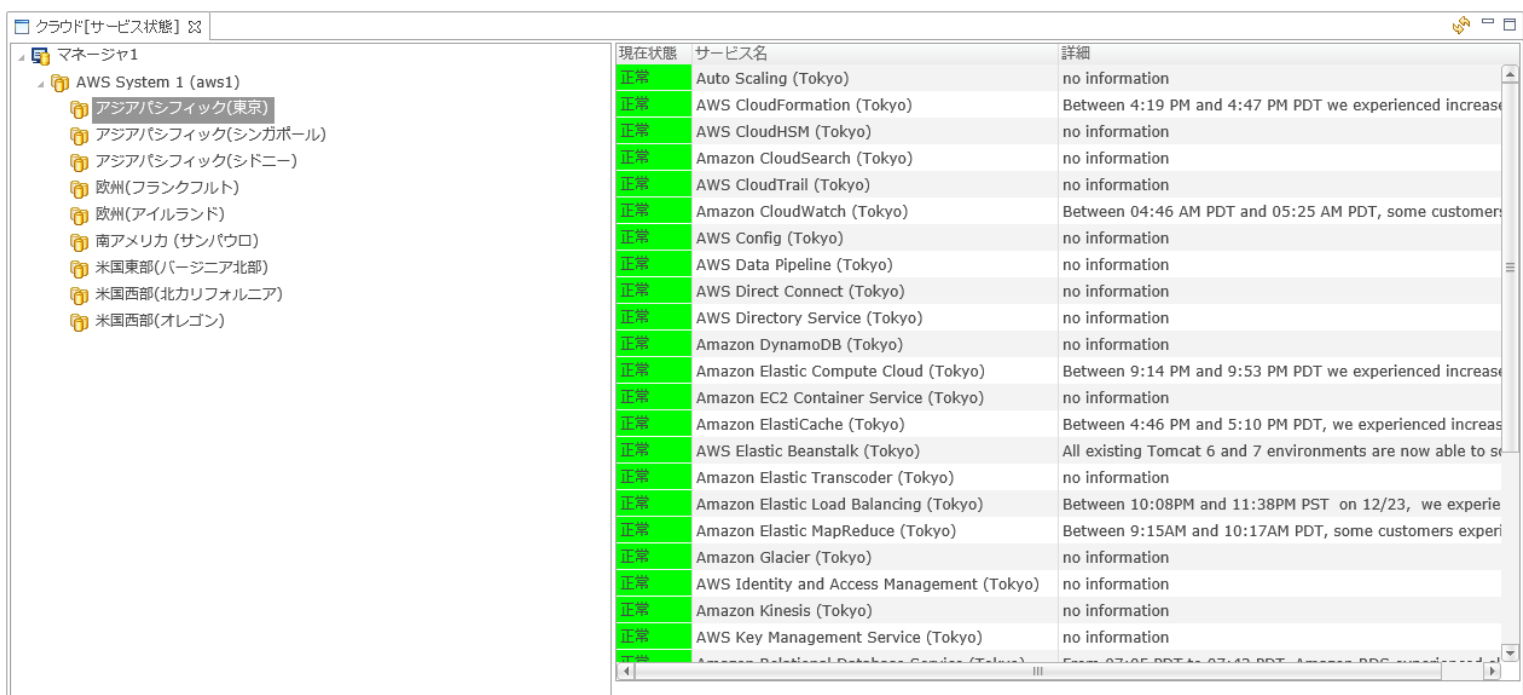 クラウド[サービス状態]
マネージャ1
AWS System 1 (aws1)
アジアパシフィック(東京)
アジアパシフィック(シンガポール)
アジアパシフィック(シドニー)
欧州(フランクフルト)
欧州(アイルランド)
南アメリカ (サンパウロ)
米国東部(バージニア北部)
米国西部(北カリフォルニア)
米国西部(オレゴン)
現在状態 サービス名 詳細
正常 Auto Scaling (Tokyo) no information
正常 AWS CloudFormation (Tokyo) Between 4:19 PM and 4:47 PM PDT we experienced increase
正常 AWS CloudHSM (Tokyo) no information
正常 Amazon CloudSearch (Tokyo) no information
正常 AWS CloudTrail (Tokyo) no information
正常 Amazon CloudWatch (Tokyo) Between 04:46 AM PDT and 05:25 AM PDT, some customers
正常 AWS Config (Tokyo) no information
正常 AWS Data Pipeline (Tokyo) no information
正常 AWS Direct Connect (Tokyo) no information
正常 AWS Directory Service (Tokyo) no information
正常 Amazon DynamoDB (Tokyo) no information
正常 Amazon Elastic Compute Cloud (Tokyo) Between 9:14 PM and 9:53 PM PDT we experienced increase
正常 Amazon EC2 Container Service (Tokyo) no information
正常 Amazon ElastiCache (Tokyo) Between 4:46 PM and 5:10 PM PDT, we experienced increas
正常 AWS Elastic Beanstalk (Tokyo) All existing Tomcat 6 and 7 environments are now able to s
正常 Amazon Elastic Transcoder (Tokyo) no information
正常 Amazon Elastic Load Balancing (Tokyo) Between 10:08PM and 11:38PM PST on 12/23, we experie
正常 Amazon Elastic MapReduce (Tokyo) Between 9:15AM and 10:17AM PDT, some customers experi
正常 Amazon Glacier (Tokyo) no information
正常 AWS Identity and Access Management (Tokyo) no information
正常 Amazon Kinesis (Tokyo) no information
正常 AWS Key Management Service (Tokyo) no information
正常 Amazon Relational Database Service (Tokyo) From 07:05 PDT to 07:42 PDT, Amazon RDS experienced